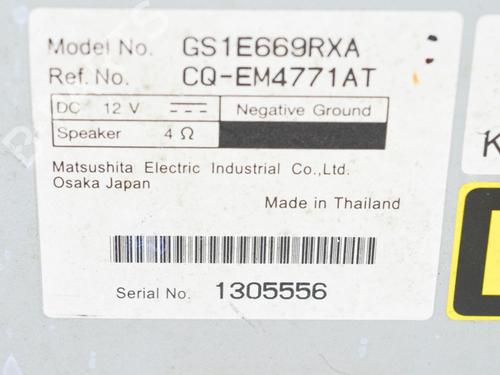 Model No. GS1E669RXA
Ref.No. CQ-EM4771AT
DC 12 V Negative Ground
Speaker 4 Ω
Matsushita Electric Industrial Co.,Ltd.
Osaka Japan
Made in Thailand
Serial No. 1305556
K